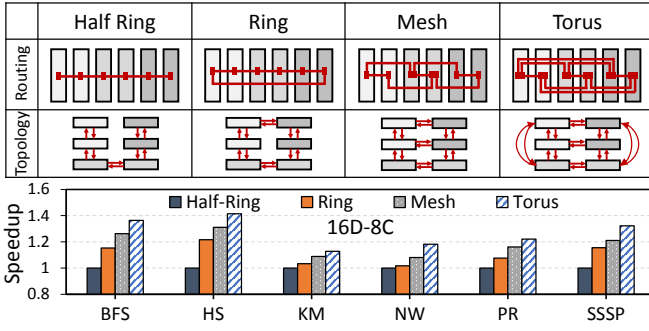 Half Ring Ring Mesh Torus
Routing
Topology
Speedup
1.6
1.4
1.2
1
0.8
Half-Ring Ring Mesh Torus
16D-8C
BFS HS KM NW PR SSSP